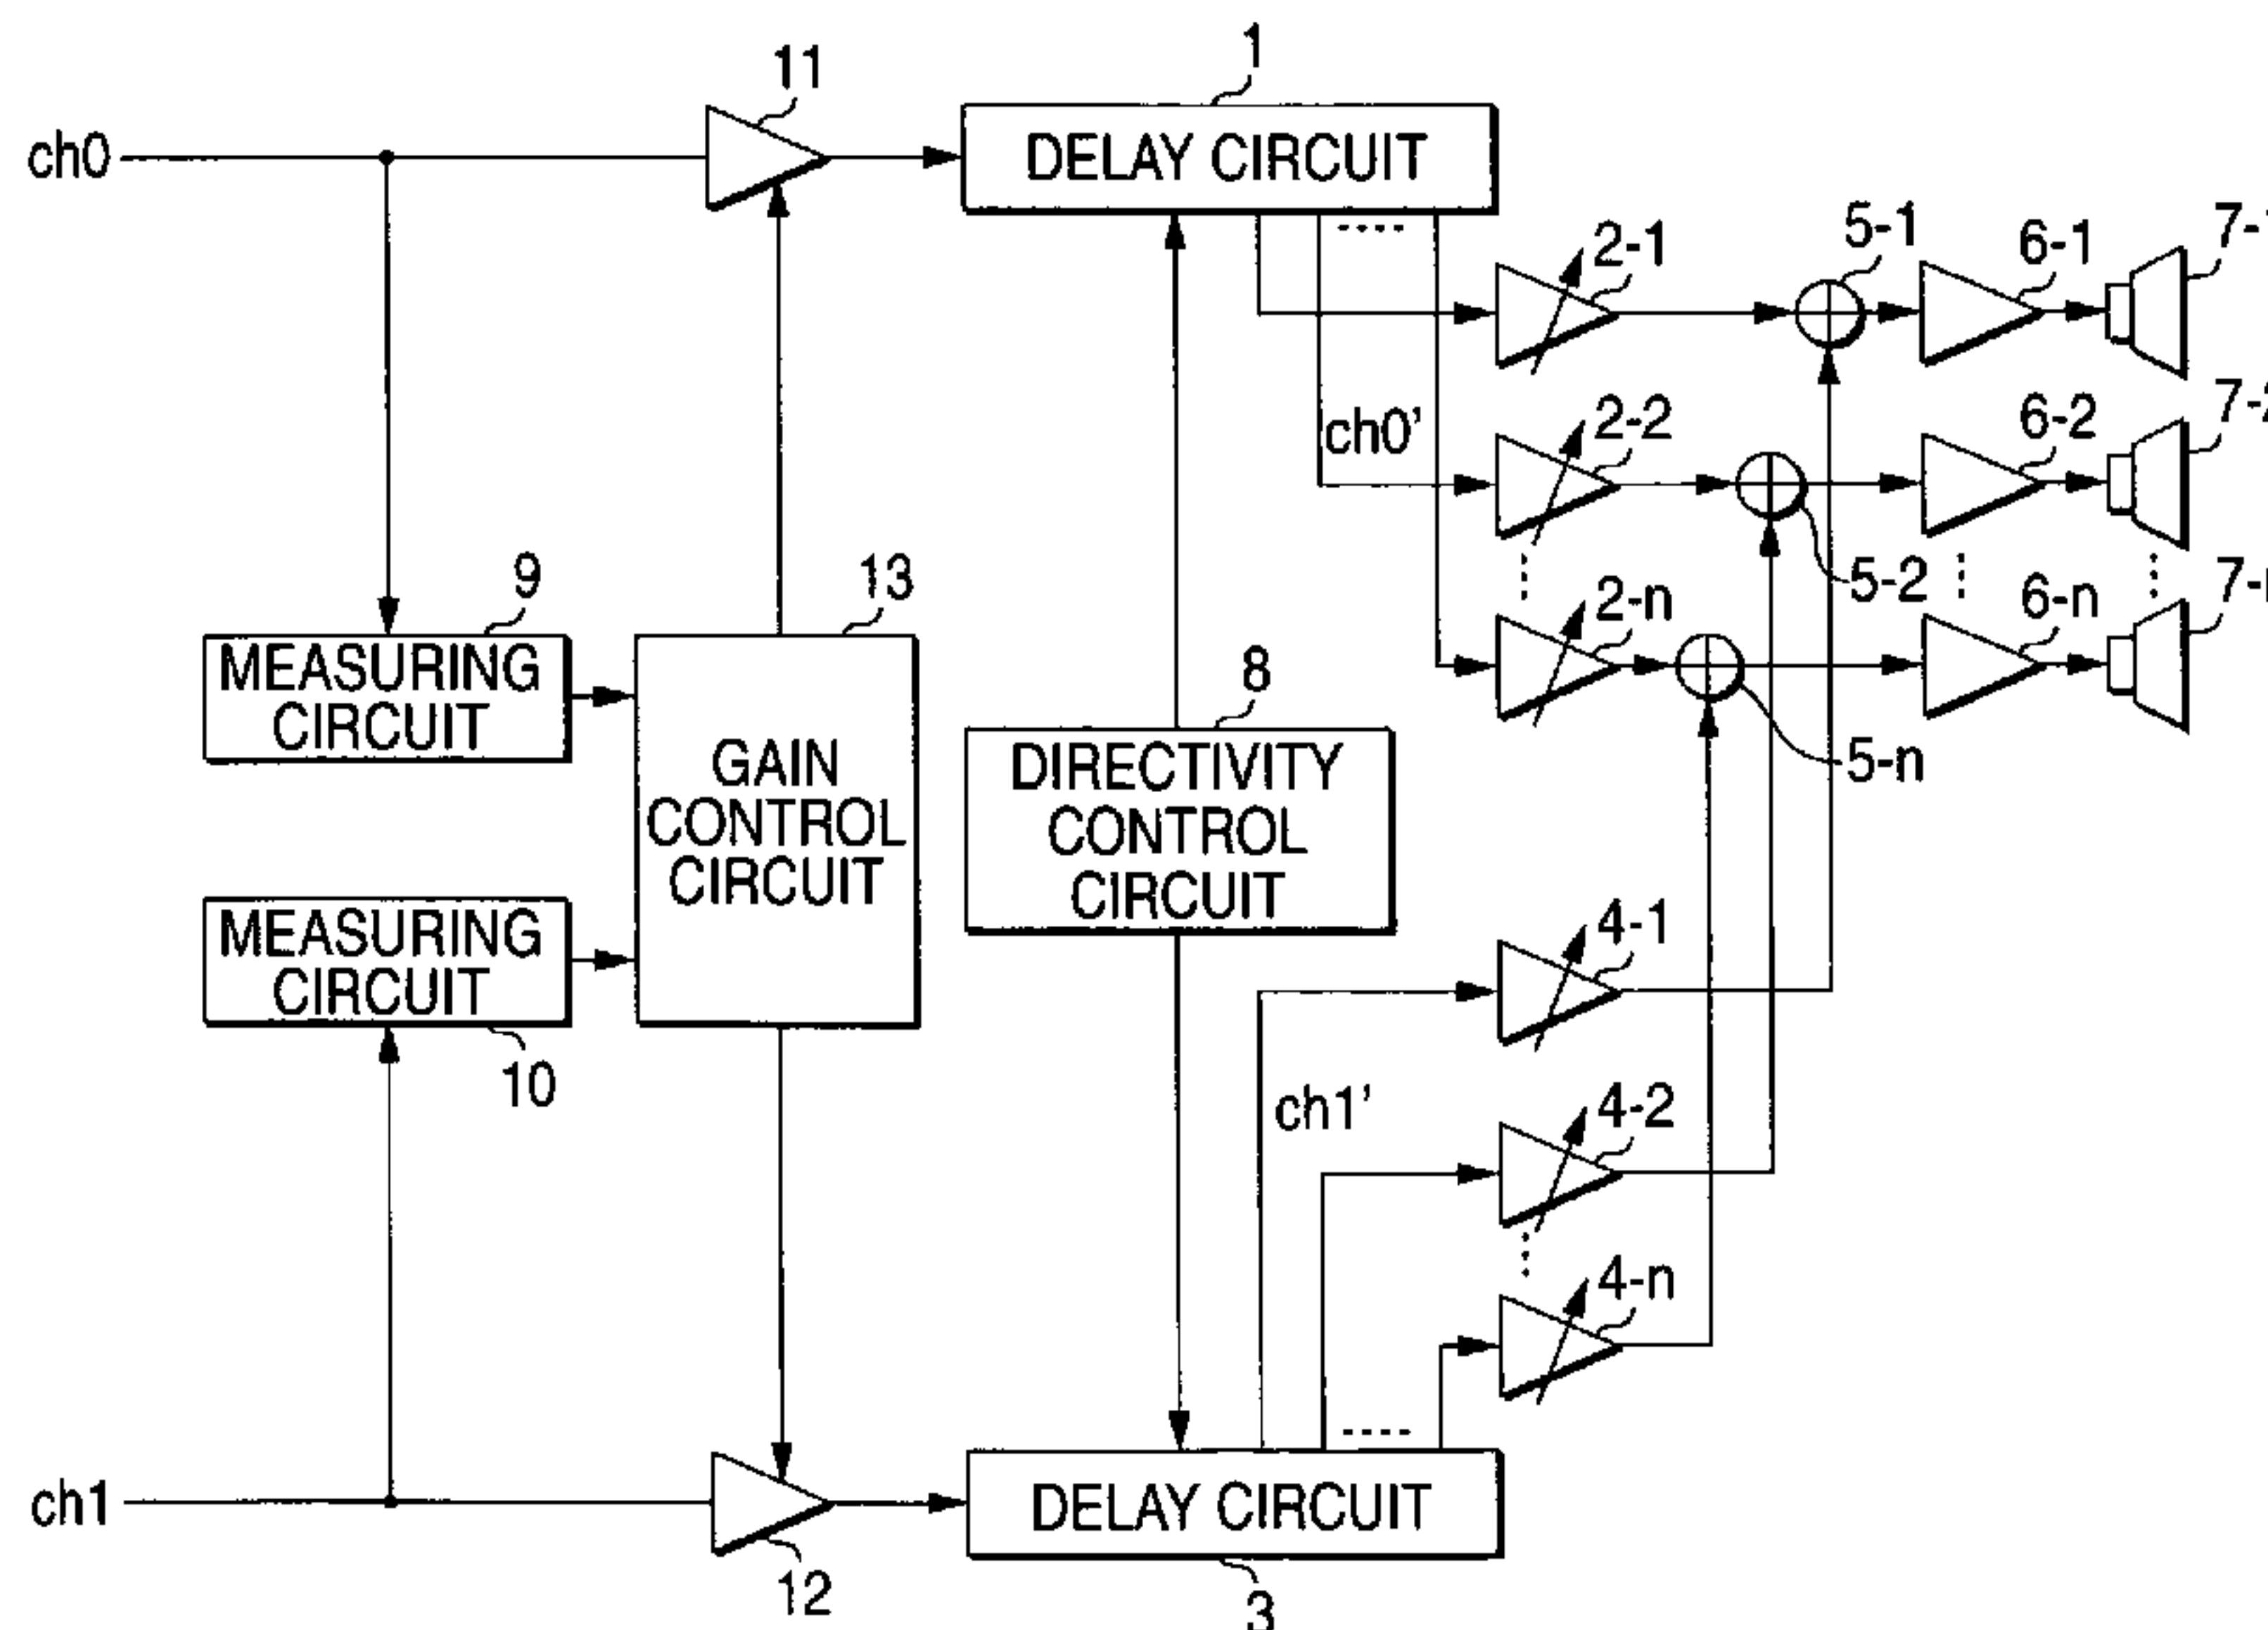 1
11
ch0
DELAY CIRCUIT
2-1
5-1
6-1
7-1
ch0'
2-2
6-2
5-2
2-n
6-n
5-n
9
MEASURING
CIRCUIT
13
GAIN
CONTROL
CIRCUIT
8
DIRECTIVITY
CONTROL
CIRCUIT
MEASURING
CIRCUIT
10
4-1
ch1'
4-2
4-n
ch1
12
DELAY CIRCUIT
3